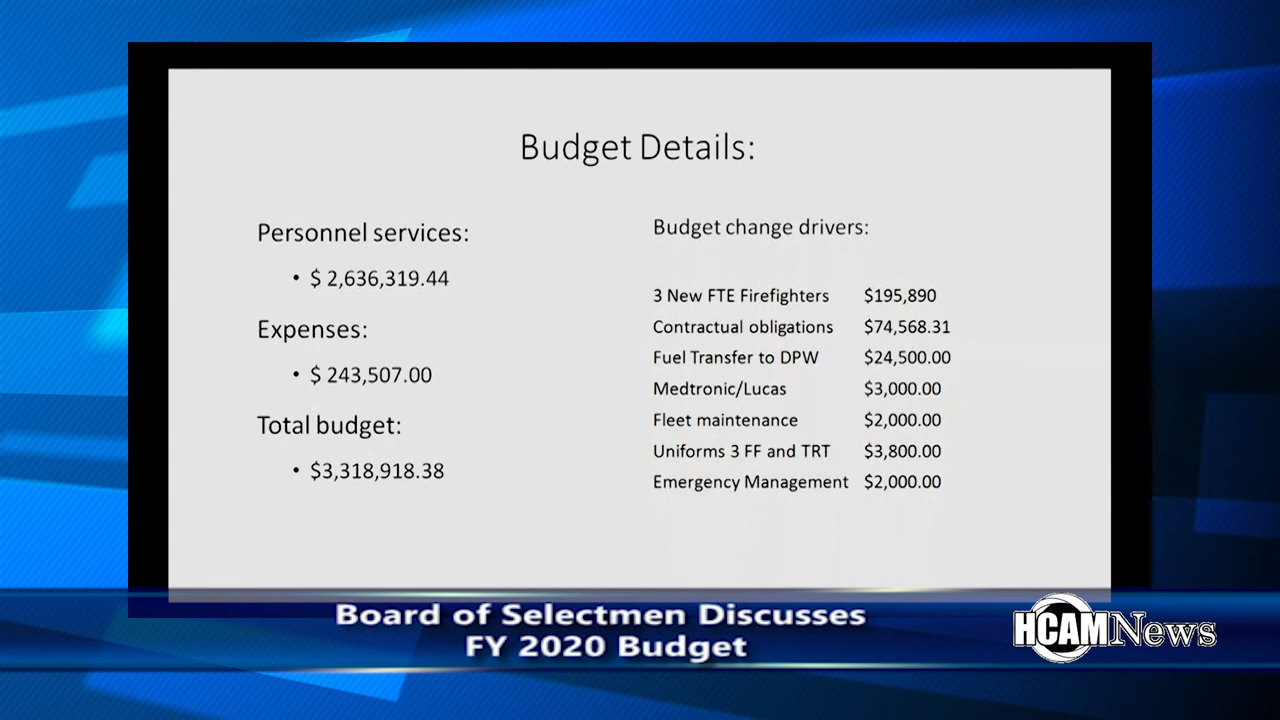 Budget Details:
Personnel services:
• $ 2,636,319.44
Expenses:
• $ 243,507.00
Total budget:
• $3,318,918.38
Budget change drivers:
3 New FTE Firefighters $195,890
Contractual obligations $74,568.31
Fuel Transfer to DPW $24,500.00
Medtronic/Lucas $3,000.00
Fleet maintenance $2,000.00
Uniforms 3 FF and TRT $3,800.00
Emergency Management $2,000.00
Board of Selectmen Discusses
FY 2020 Budget
HCAM News